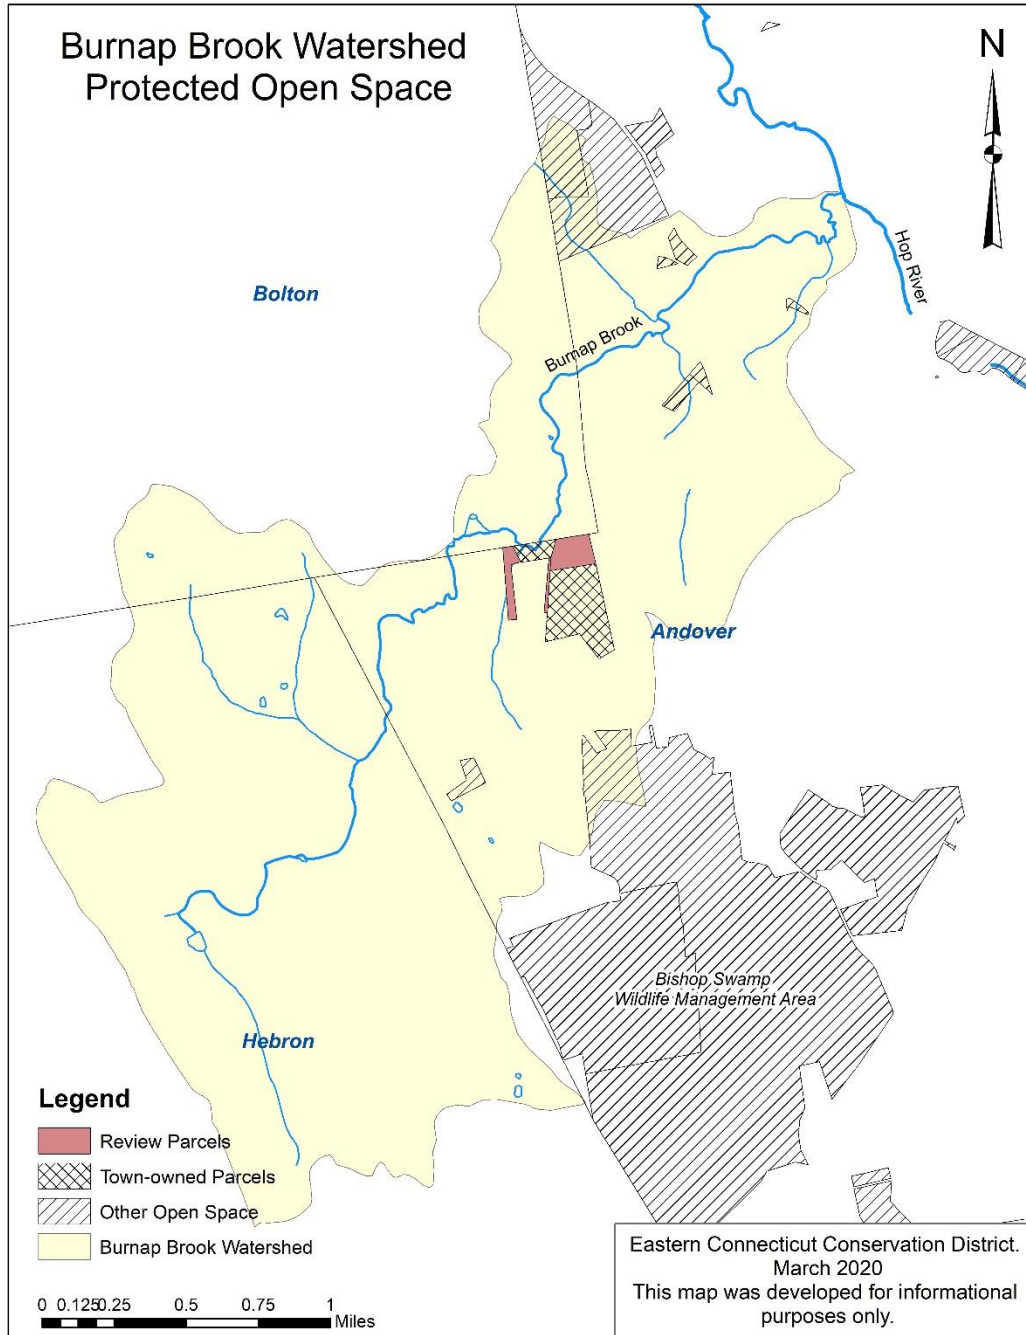 Burnap Brook Watershed
Protected Open Space
N
Hop River
Bolton
Burnap Brook
Andover
Bishop Swamp
Wildlife Management Area
Hebron
Legend
Review Parcels
Town-owned Parcels
Other Open Space
Burnap Brook Watershed
0 0.125 0.25 0.5 0.75 1
Miles
Eastern Connecticut Conservation District.
March 2020
This map was developed for informational
purposes only.